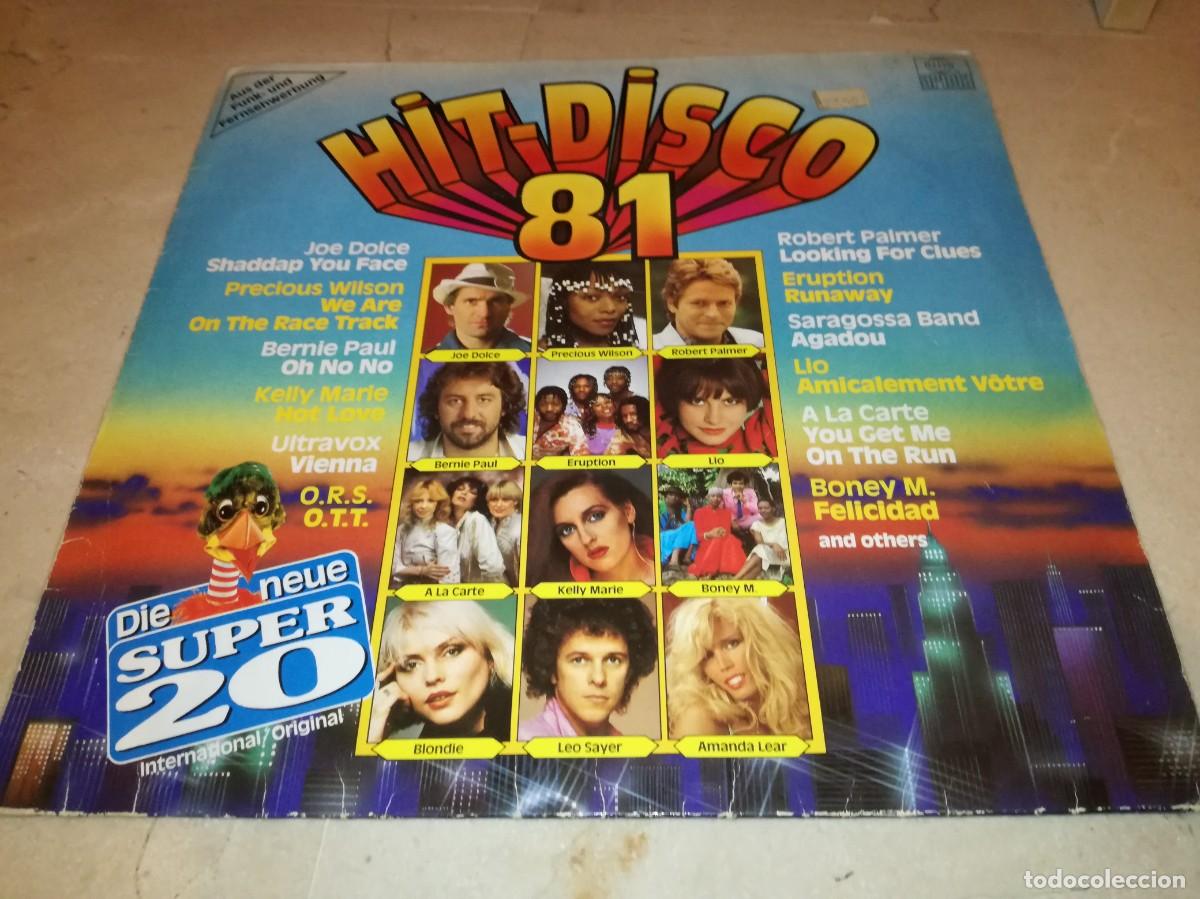 Aus der
Funk- und
Fernsehwerbung
HiT-DiSCO
81
Joe Dolce
Shaddap You Face
Precious Wilson
We Are
On The Race Track
Bernie Paul
Oh No No
Kelly Marie
Hot Love
Ultravox
Vienna
O.R.S.
O.T.T.
Robert Palmer
Looking For Clues
Eruption
Runaway
Saragossa Band
Agadou
Lio
Amicalement Vôtre
A La Carte
You Get Me
On The Run
Boney M.
Felicidad
and others
Joe Dolce
Precious Wilson
Robert Palmer
Bernie Paul
Eruption
Lio
A La Carte
Kelly Marie
Boney M.
Blondie
Leo Sayer
Amanda Lear
Die neue
SUPER
20
International/Original
todocoleccion